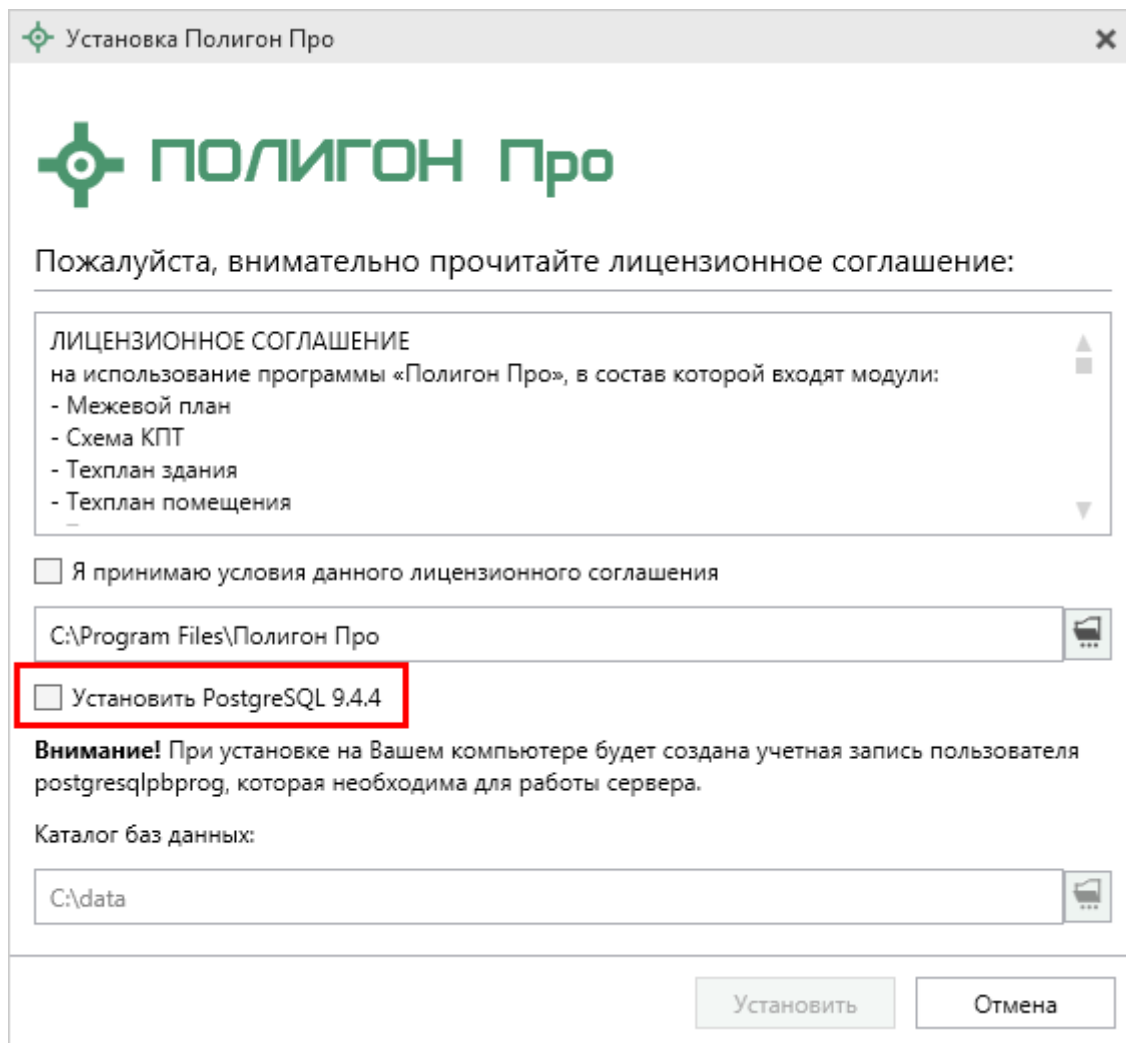 Установка Полигон Про
ПОЛИГОН Про
Пожалуйста, внимательно прочитайте лицензионное соглашение:
ЛИЦЕНЗИОННОЕ СОГЛАШЕНИЕ
на использование программы «Полигон Про», в состав которой входят модули:
- Межевой план
- Схема КПТ
- Техплан здания
- Техплан помещения
Я принимаю условия данного лицензионного соглашения
C:\Program Files\Полигон Про
Установить PostgreSQL 9.4.4
Внимание! При установке на Вашем компьютере будет создана учетная запись пользователя
postgresqlpbprog, которая необходима для работы сервера.
Каталог баз данных:
C:\data
Установить
Отмена